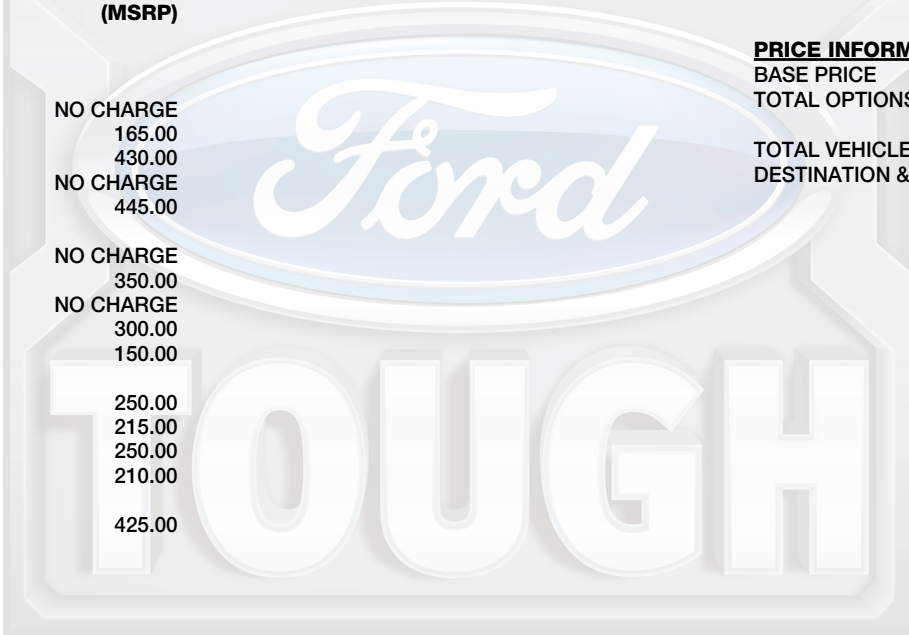 (MSRP)
NO CHARGE
165.00
430.00
NO CHARGE
445.00
NO CHARGE
350.00
NO CHARGE
300.00
150.00
250.00
215.00
250.00
210.00
425.00
PRICE INFORM
BASE PRICE
TOTAL OPTIONS
TOTAL VEHICLE
DESTINATION &
Ford
TOUGH